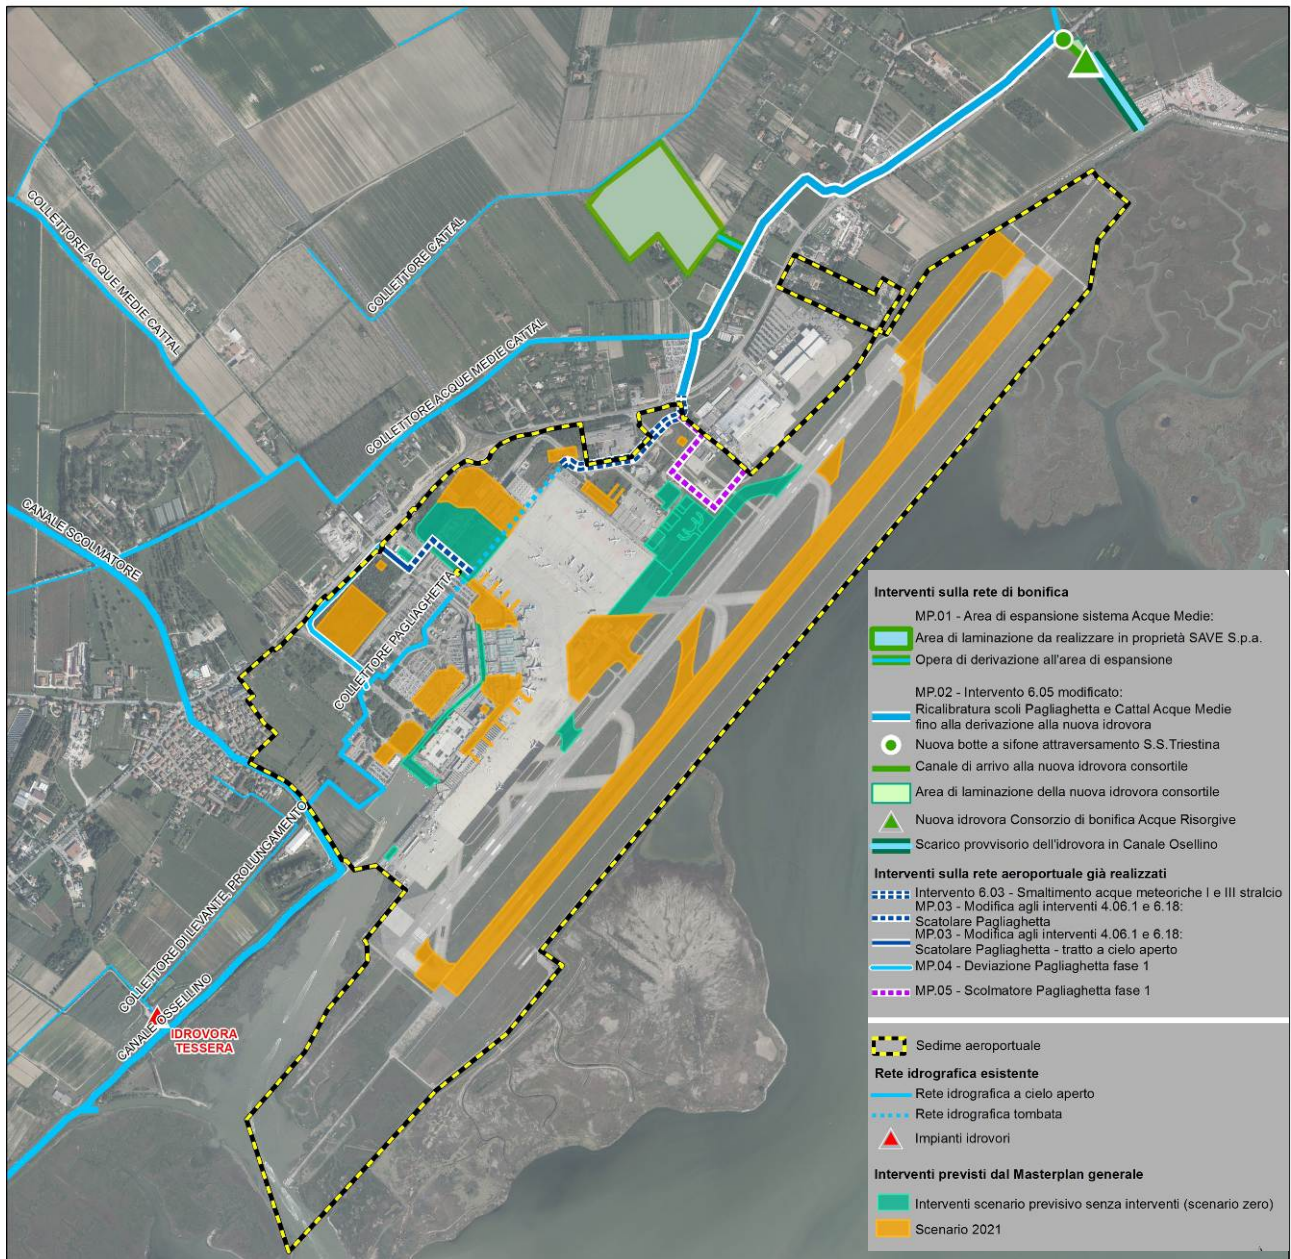 COLLETTORE ACQUE MEDIE CATTAL
COLLETTORE CATTAL
COLLETTORE ACQUE MEDIE CATTAL
CANALE SCOLMATORE
COLLETTORE PAGLIAGHETTA
COLLETTORE DI LEVANTE, PROLUNGAMENTO
CANALE OSSELLINO
IDROVORA
TESSERA
Interventi sulla rete di bonifica
MP.01 - Area di espansione sistema Acque Medie:
Area di laminazione da realizzare in proprietà SAVE S.p.a.
Opera di derivazione all'area di espansione
MP.02 - Intervento 6.05 modificato:
Ricalibratura scoli Pagliaghetta e Cattal Acque Medie
fino alla derivazione alla nuova idrovora
Nuova botte a sifone attraversamento S.S.Triestina
Canale di arrivo alla nuova idrovora consortile
Area di laminazione della nuova idrovora consortile
Nuova idrovora Consorzio di bonifica Acque Risorgive
Scarico provvisorio dell'idrovora in Canale Osellino
Interventi sulla rete aeroportuale già realizzati
Intervento 6.03 - Smaltimento acque meteoriche I e III stralcio
MP.03 - Modifica agli interventi 4.06.1 e 6.18:
Scatolare Pagliaghetta
MP.03 - Modifica agli interventi 4.06.1 e 6.18:
Scatolare Pagliaghetta - tratto a cielo aperto
MP.04 - Deviazione Pagliaghetta fase 1
MP.05 - Scolmatore Pagliaghetta fase 1
Sedime aeroportuale
Rete idrografica esistente
Rete idrografica a cielo aperto
Rete idrografica tombata
Impianti idrovori
Interventi previsti dal Masterplan generale
Interventi scenario previsivo senza interventi (scenario zero)
Scenario 2021